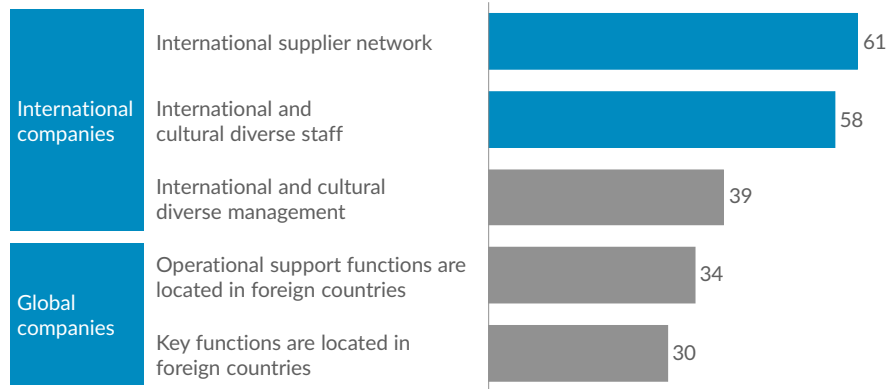 International
companies
International supplier network
61
International and
cultural diverse staff
58
International and cultural
diverse management
39
Global
companies
Operational support functions are
located in foreign countries
34
Key functions are located in
foreign countries
30